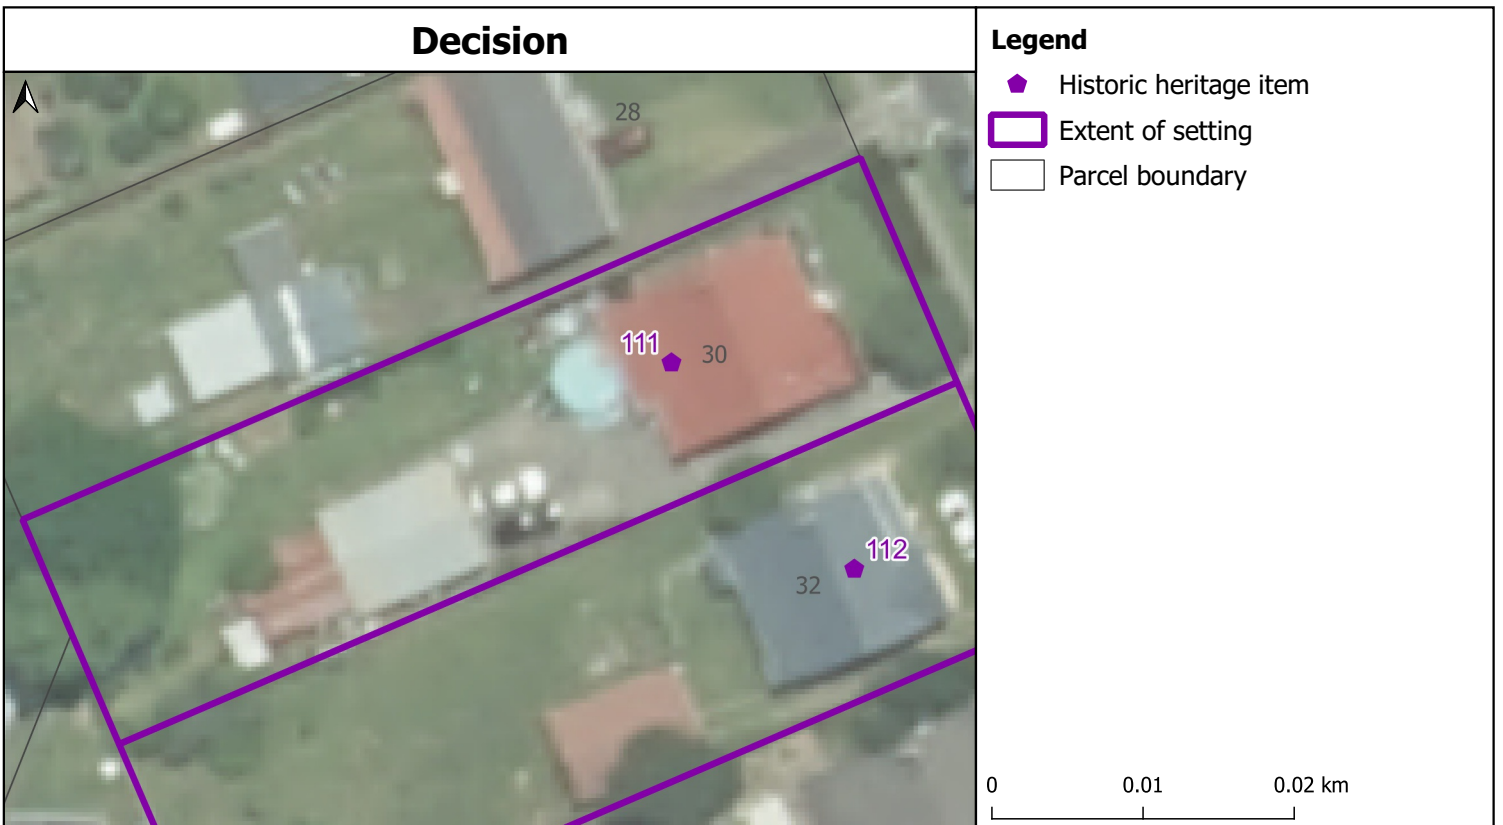 Decision
28
111
30
112
32
Legend
Historic heritage item
Extent of setting
Parcel boundary
0 0.01 0.02 km